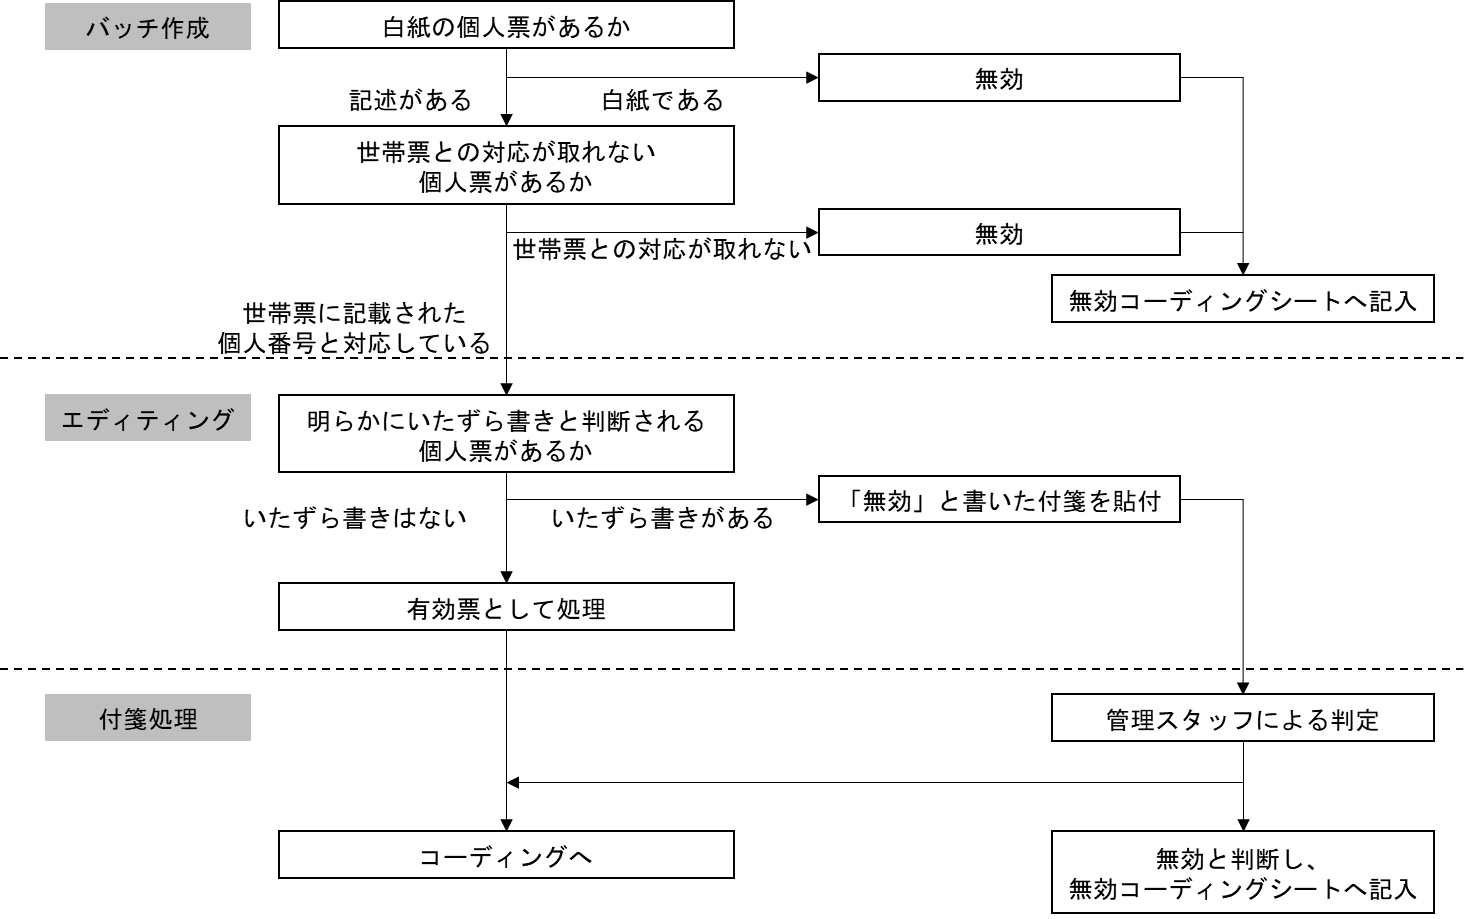 バッチ作成
白紙の個人票があるか
無効
記述がある
白紙である
世帯票との対応が取れない
個人票があるか
無効
世帯票との対応が取れない
無効コーディングシートへ記入
世帯票に記載された
個人番号と対応している
エディティング
明らかにいたずら書きと判断される
個人票があるか
「無効」と書いた付箋を貼付
いたずら書きはない
いたずら書きがある
有効票として処理
付箋処理
管理スタッフによる判定
コーディングへ
無効と判断し、
無効コーディングシートへ記入